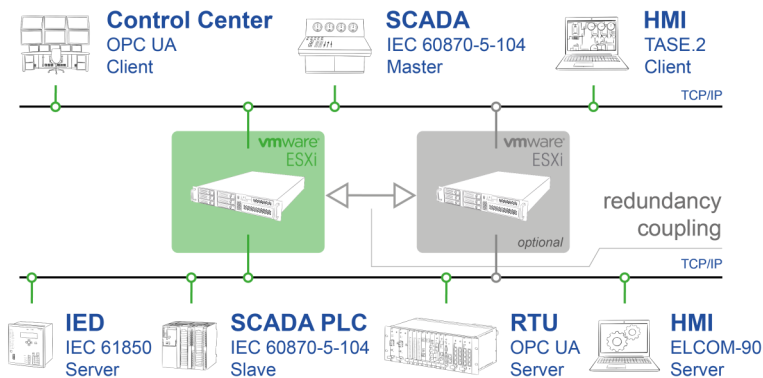 Control Center
OPC UA
Client
SCADA
IEC 60870-5-104
Master
HMI
TASE.2
Client
TCP/IP
vmware
ESXi
vmware
ESXi
optional
redundancy
coupling
TCP/IP
IED
IEC 61850
Server
SCADA PLC
IEC 60870-5-104
Slave
RTU
OPC UA
Server
HMI
ELCOM-90
Server